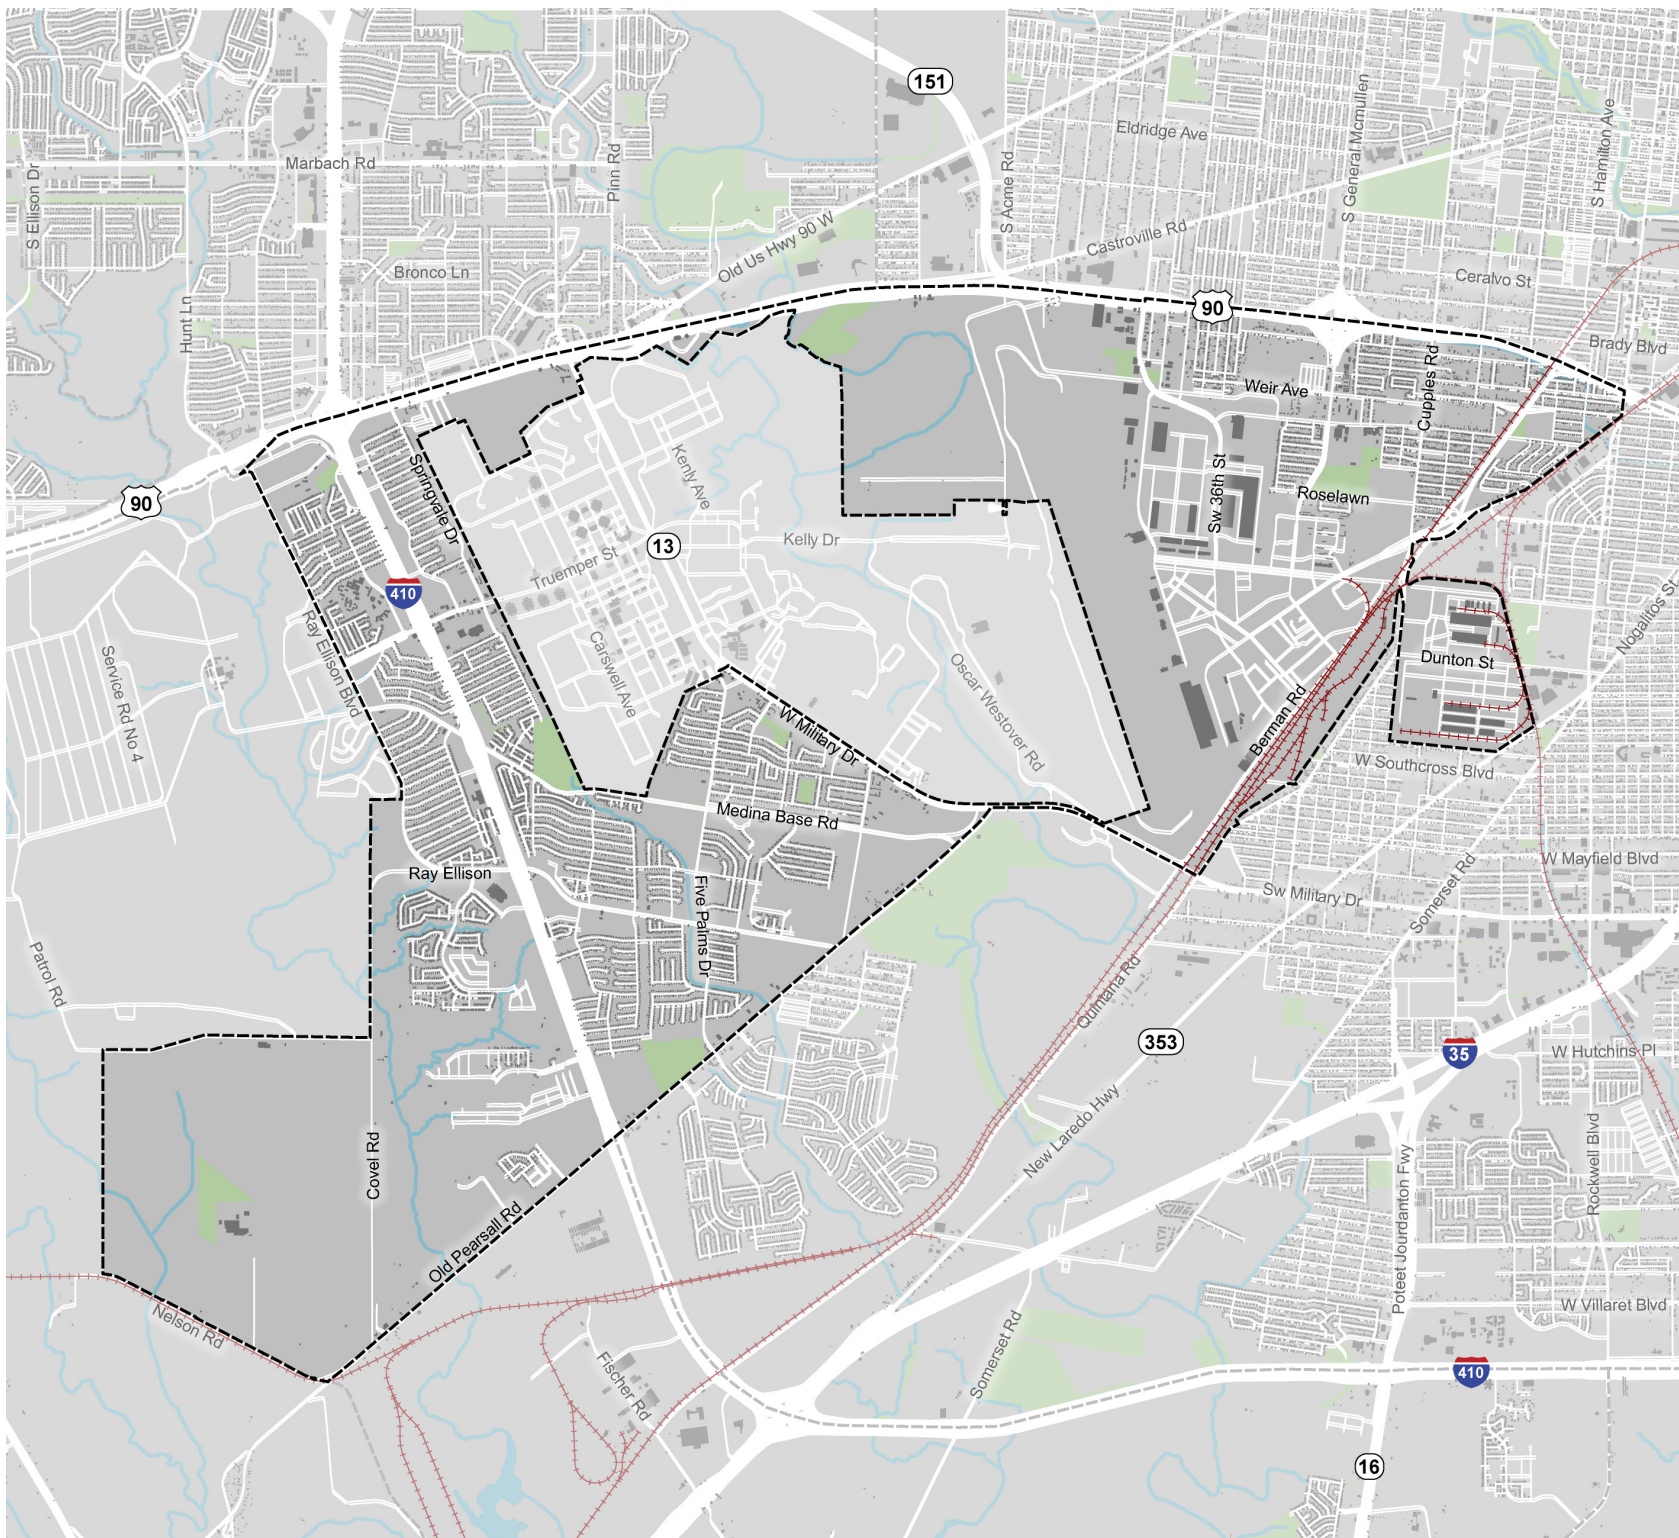 151
Eldridge Ave
S General Mcmullen
S Hamilton Ave
Marbach Rd
Pinn Rd
S Ellison Dr
S Acme Rd
Old Us Hwy 90 W
Castroville Rd
Bronco Ln
Ceralvo St
Hunt Ln
90
Brady Blvd
Weir Ave
Cupples Rd
Springvale Dr
Kenly Ave
90
Sw 36th St
Roselawn
13
Kelly Dr
Truemper St
410
Ray Ellison Blvd
Service Rd No 4
Carswell Ave
Oscar Westover Rd
Nogalitos St
Dunton St
Berman Rd
W Military Dr
W Southcross Blvd
Medina Base Rd
W Mayfield Blvd
Ray Ellison
Five Palms Dr
Sw Military Dr
Somerset Rd
Patrol Rd
Quintana Rd
353
35
W Hutchins Pl
New Laredo Hwy
Covel Rd
Rockwell Blvd
Old Pearsall Rd
Poteet Jourdanton Fwy
Nelson Rd
W Villaret Blvd
Fischer Rd
Somerset Rd
410
16